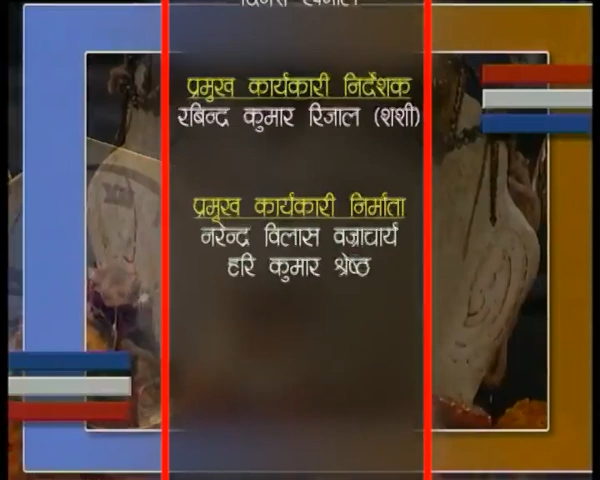 प्रमुख कार्यकारी निर्देशक
रबिन्द्र कुमार रिजाल (शशी)
प्रमुख कार्यकारी निर्माता
नरेन्द्र विलास वज्राचार्य
हरि कुमार श्रेष्ठ